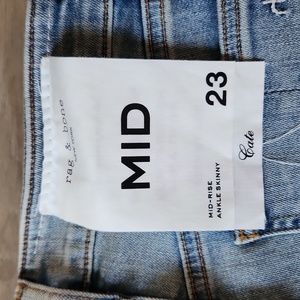 rag & bone
NEW YORK
MID
23
MID-RISE
ANKLE SKINNY
Cate